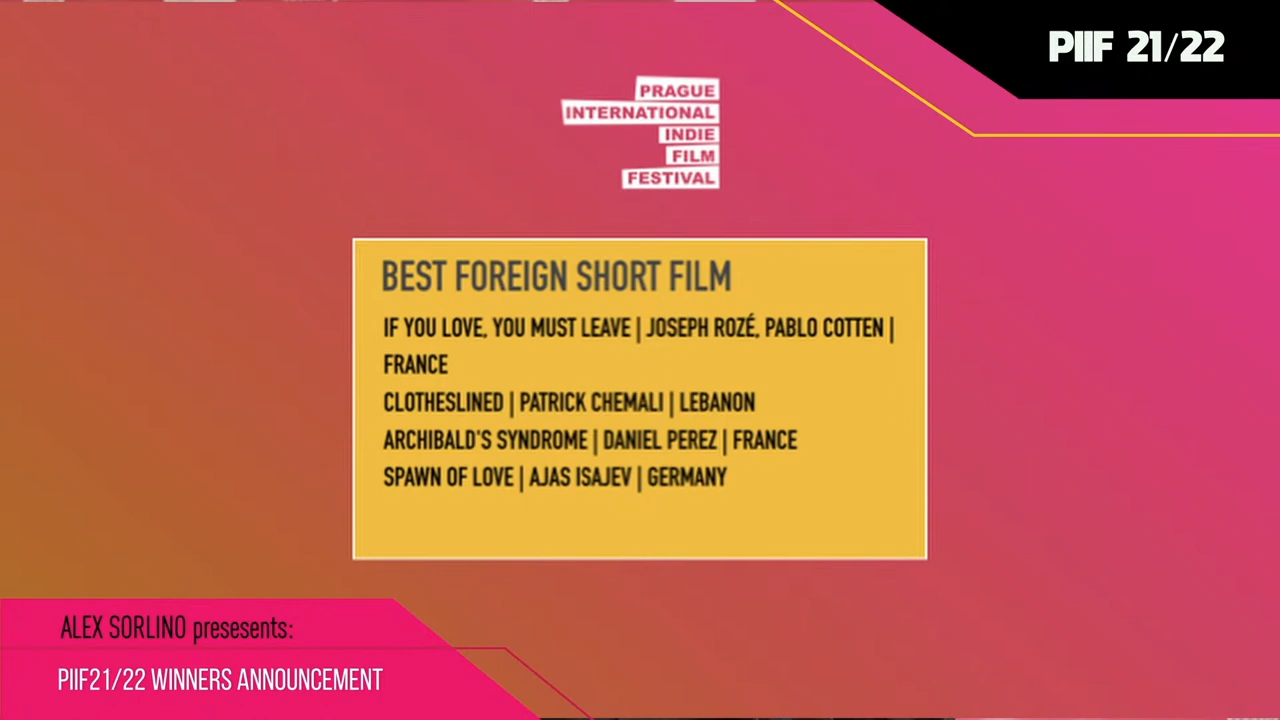 PIIF 21/22
PRAGUE
INTERNATIONAL
INDIE
FILM
FESTIVAL
BEST FOREIGN SHORT FILM
IF YOU LOVE, YOU MUST LEAVE | JOSEPH ROZÉ, PABLO COTTEN |
FRANCE
CLOTHESLINED | PATRICK CHEMALI | LEBANON
ARCHIBALD'S SYNDROME | DANIEL PEREZ | FRANCE
SPAWN OF LOVE | AJAS ISAJEV | GERMANY
ALEX SORLINO presesents:
PIIF21/22 WINNERS ANNOUNCEMENT